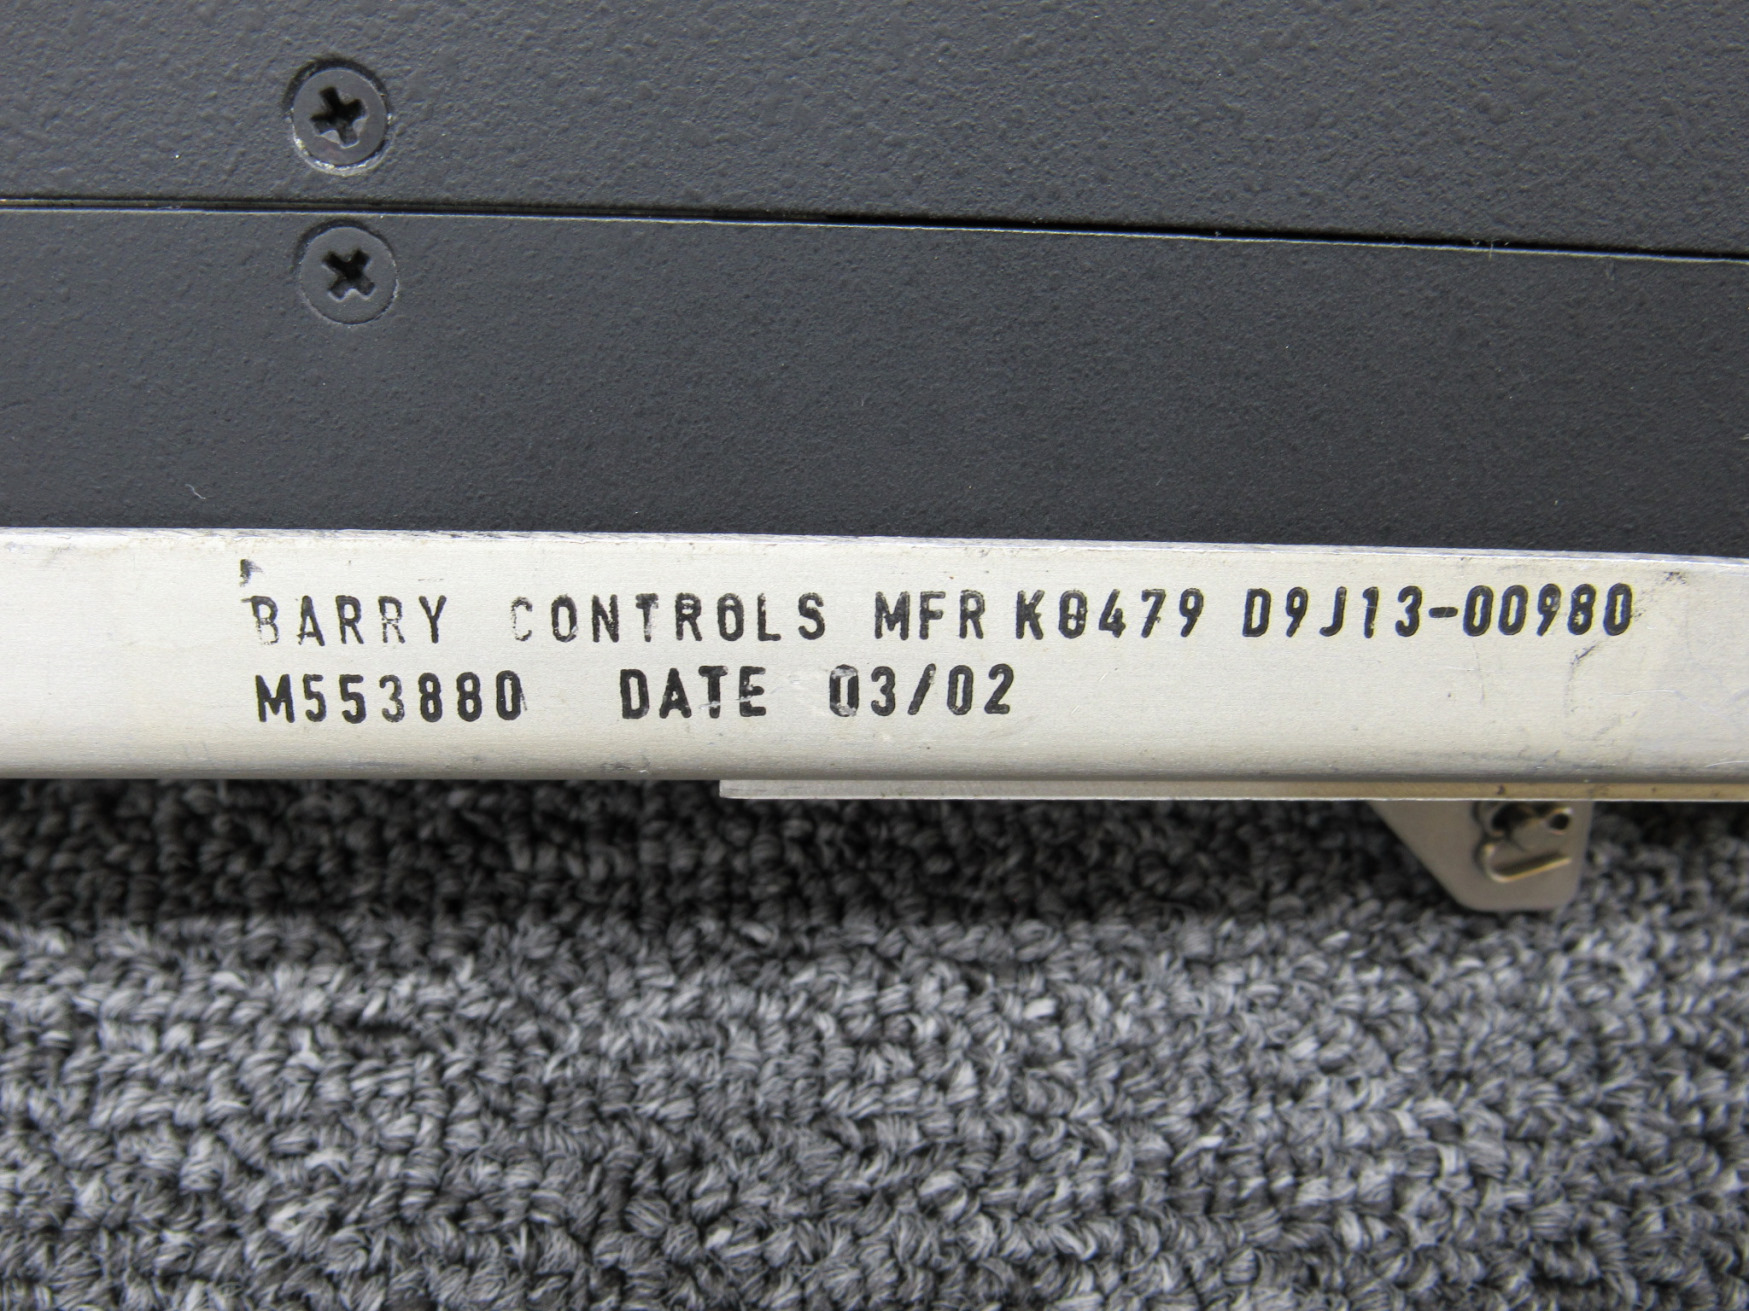 BARRY CONTROLS MFR K0479 D9J13-00980
M553880 DATE 03/02